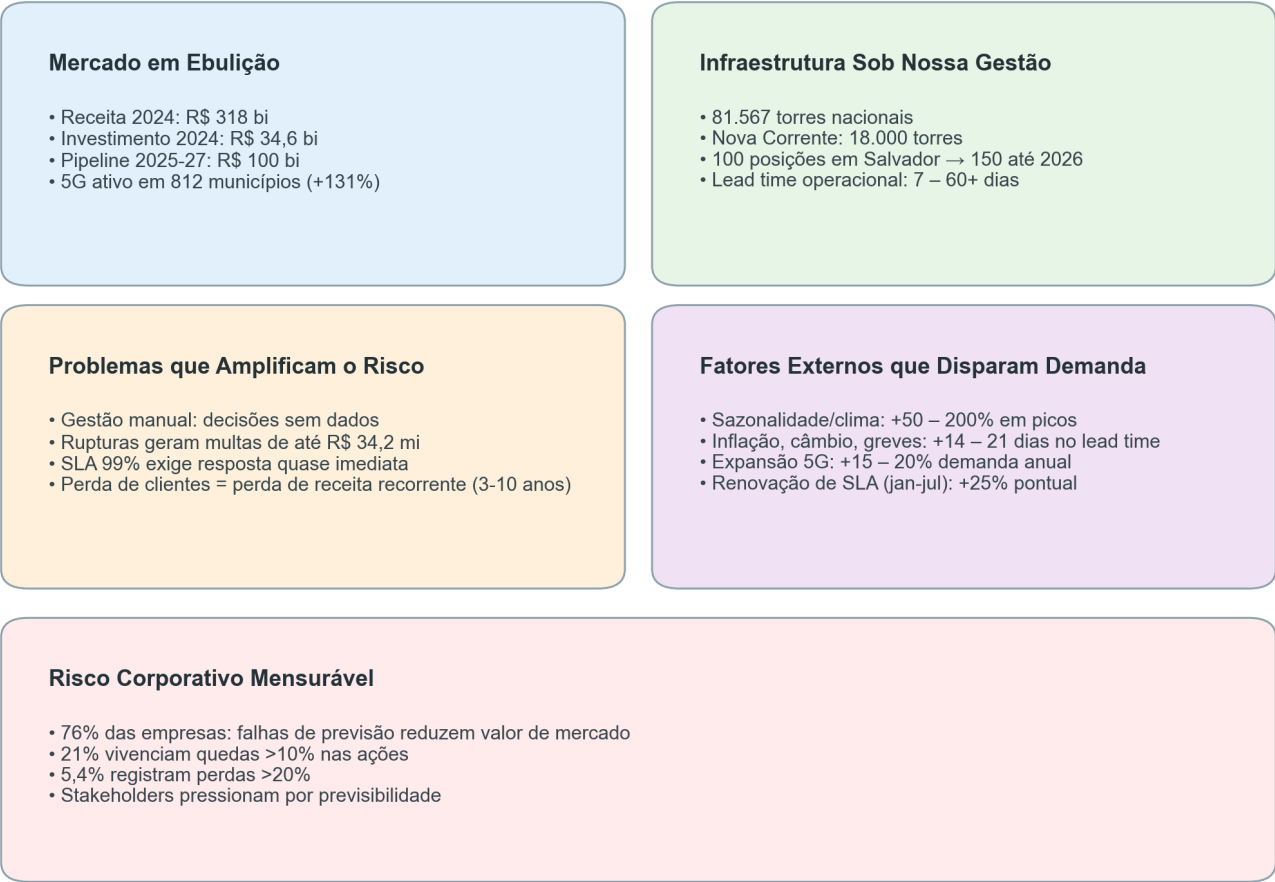 Mercado em Ebulição
• Receita 2024: R$ 318 bi
• Investimento 2024: R$ 34,6 bi
• Pipeline 2025-27: R$ 100 bi
• 5G ativo em 812 municípios (+131%)
Infraestrutura Sob Nossa Gestão
• 81.567 torres nacionais
• Nova Corrente: 18.000 torres
• 100 posições em Salvador → 150 até 2026
• Lead time operacional: 7 – 60+ dias
Problemas que Amplificam o Risco
• Gestão manual: decisões sem dados
• Rupturas geram multas de até R$ 34,2 mi
• SLA 99% exige resposta quase imediata
• Perda de clientes = perda de receita recorrente (3-10 anos)
Fatores Externos que Disparam Demanda
• Sazonalidade/clima: +50 – 200% em picos
• Inflação, câmbio, greves: +14 – 21 dias no lead time
• Expansão 5G: +15 – 20% demanda anual
• Renovação de SLA (jan-jul): +25% pontual
Risco Corporativo Mensurável
• 76% das empresas: falhas de previsão reduzem valor de mercado
• 21% vivenciam quedas >10% nas ações
• 5,4% registram perdas >20%
• Stakeholders pressionam por previsibilidade